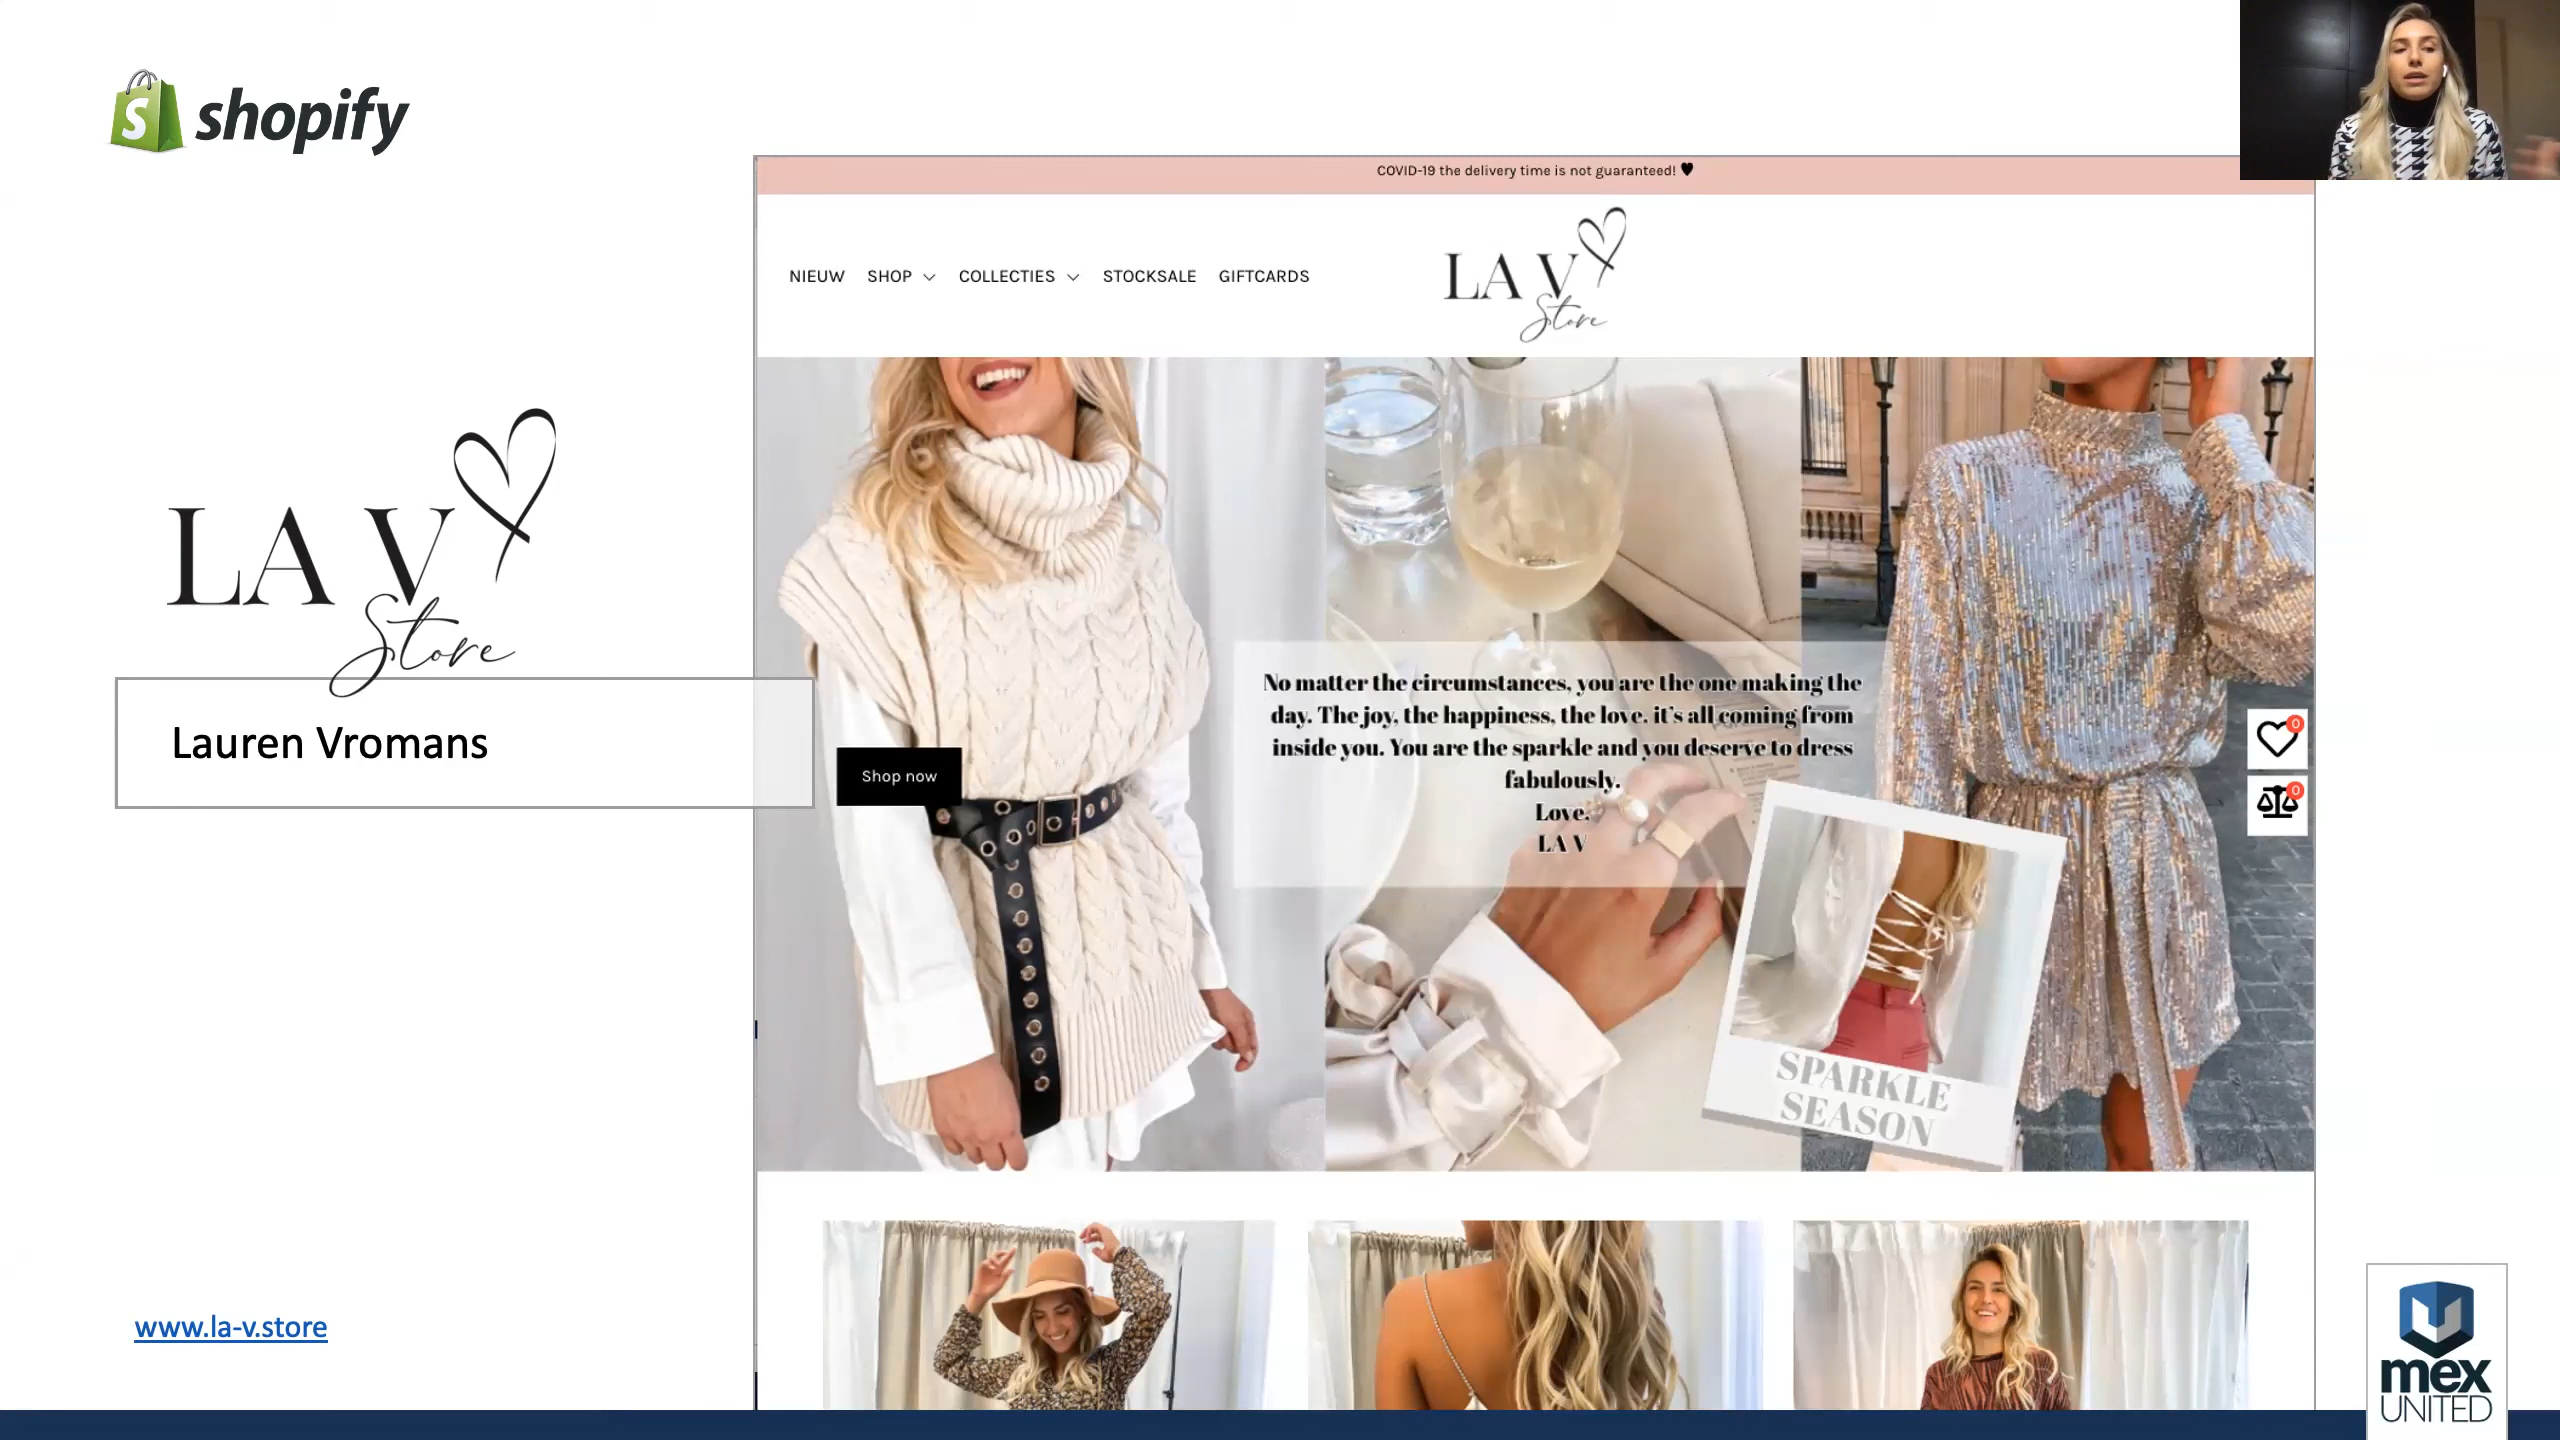 shopify
COVID-19 the delivery time is not guaranteed! ♥
NIEUW SHOP COLLECTIES STOCKSALE GIFTCARDS
LA V
Store
LA V
Store
Lauren Vromans
Shop now
No matter the circumstances, you are the one making the
day. The joy, the happiness, the love. it's all coming from
inside you. You are the sparkle and you deserve to dress
fabulously.
Love.
LA V
0
0
SPARKLE
SEASON
www.la-v.store
mex
UNITED